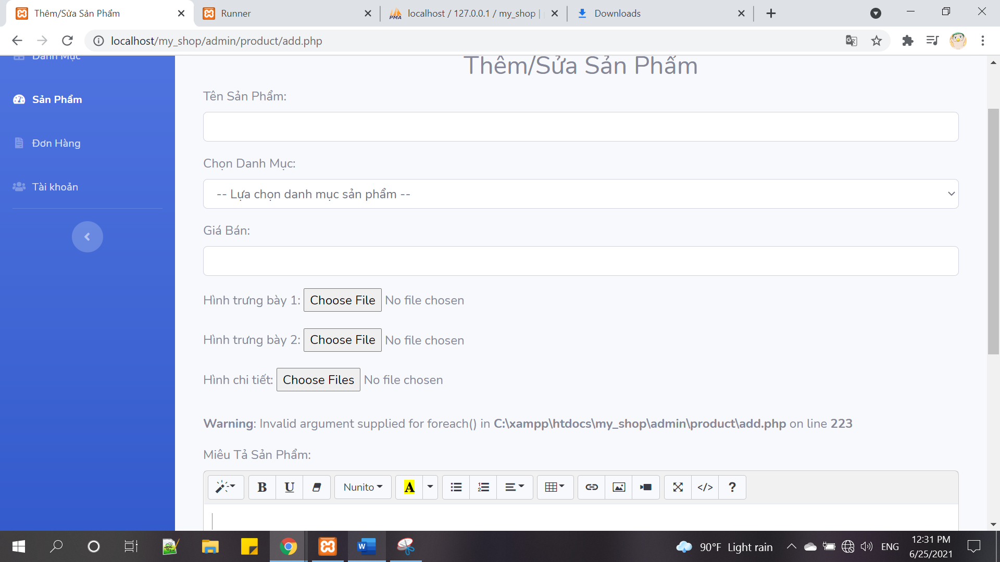 Thêm/Sửa Sản Phẩm
Runner
localhost / 127.0.0.1 / my_shop |
Downloads
localhost/my_shop/admin/product/add.php
Danh Mục
Sản Phẩm
Đơn Hàng
Tài khoản
Thêm/Sửa Sản Phẩm
Tên Sản Phẩm:
Chọn Danh Mục:
-- Lựa chọn danh mục sản phẩm --
Giá Bán:
Hình trưng bày 1: Choose File No file chosen
Hình trưng bày 2: Choose File No file chosen
Hình chi tiết: Choose Files No file chosen
Warning: Invalid argument supplied for foreach() in C:\xampp\htdocs\my_shop\admin\product\add.php on line 223
Miêu Tả Sản Phẩm:
B U Nunito A </> ?
90°F Light rain
ENG
12:31 PM
6/25/2021